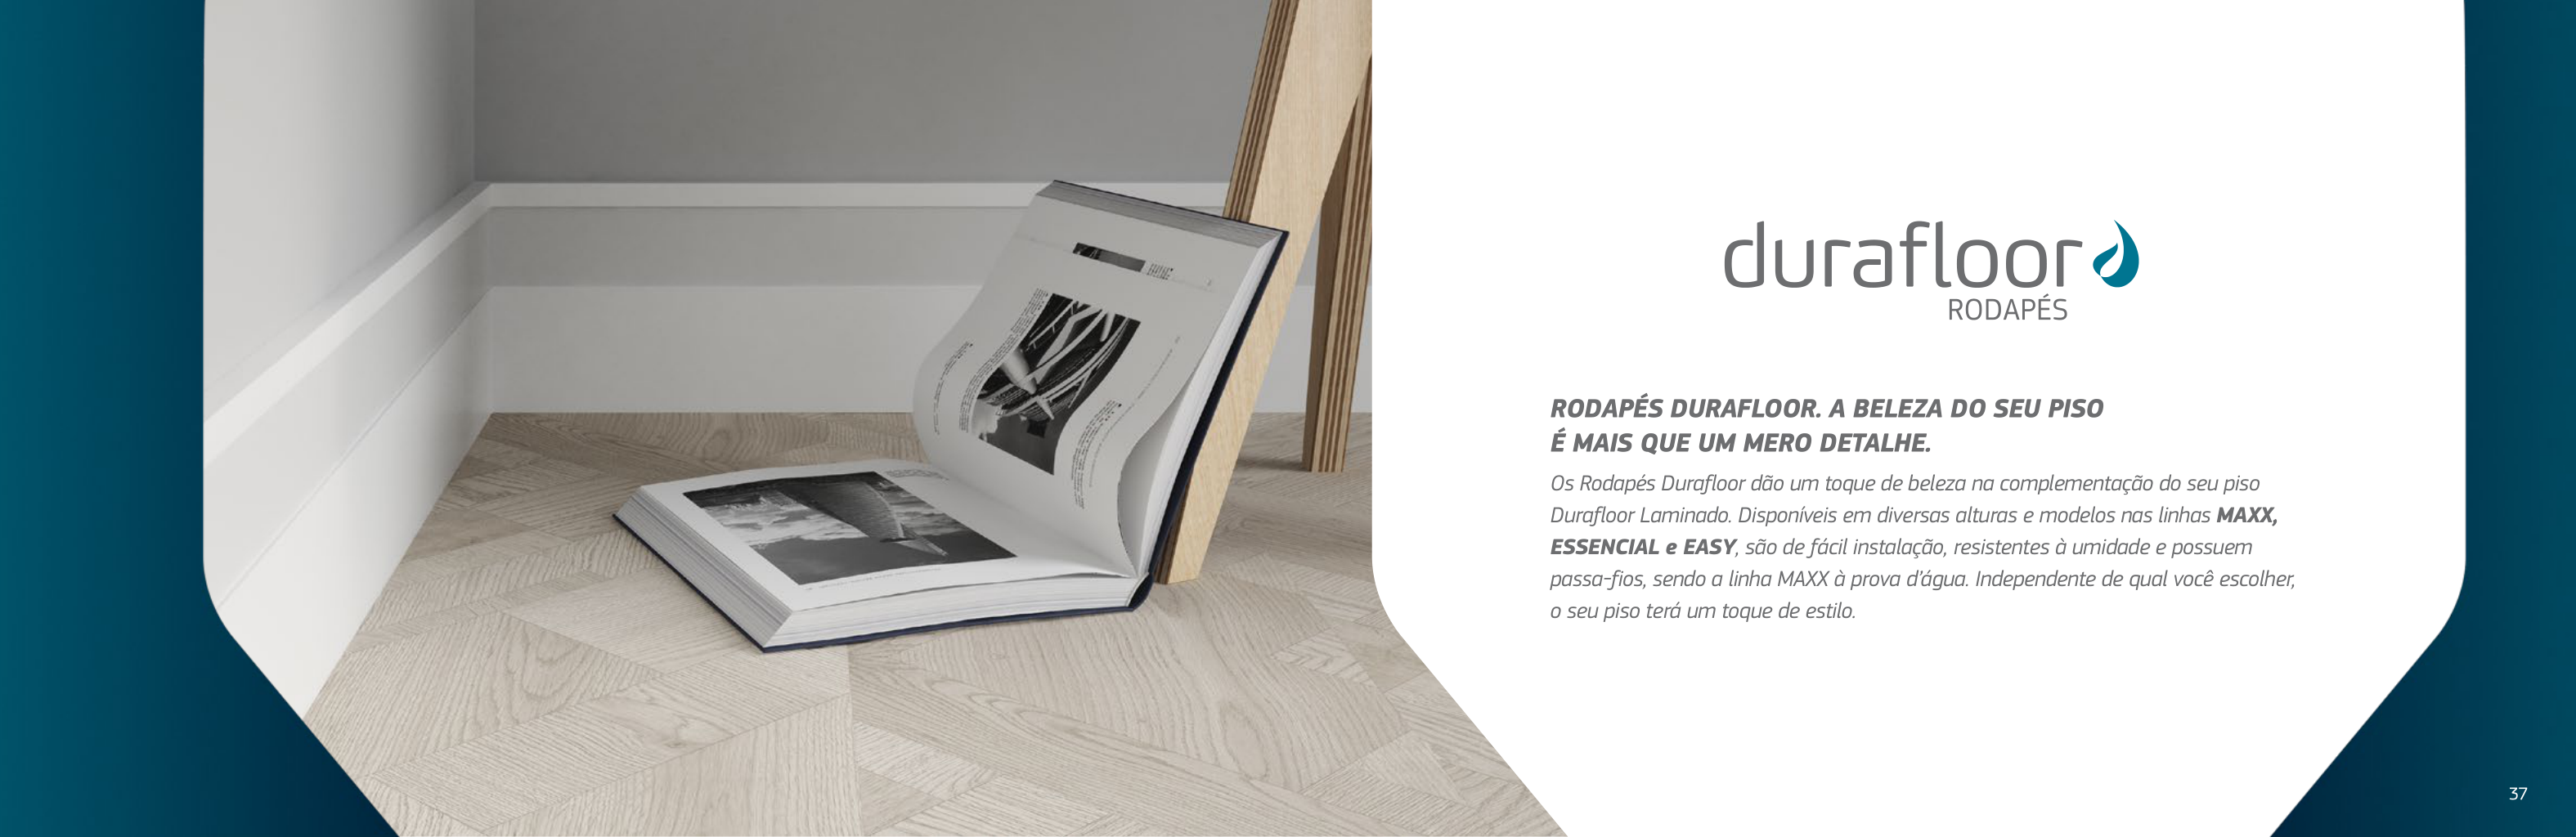 durafloor
RODAPÉS
RODAPÉS DURAFLOOR. A BELEZA DO SEU PISO
É MAIS QUE UM MERO DETALHE.
Os Rodapés Durafloor dão um toque de beleza na complementação do seu piso
Durafloor Laminado. Disponíveis em diversas alturas e modelos nas linhas MAXX,
ESSENCIAL e EASY, são de fácil instalação, resistentes à umidade e possuem
passa-fios, sendo a linha MAXX à prova d'água. Independente de qual você escolher,
o seu piso terá um toque de estilo.
37